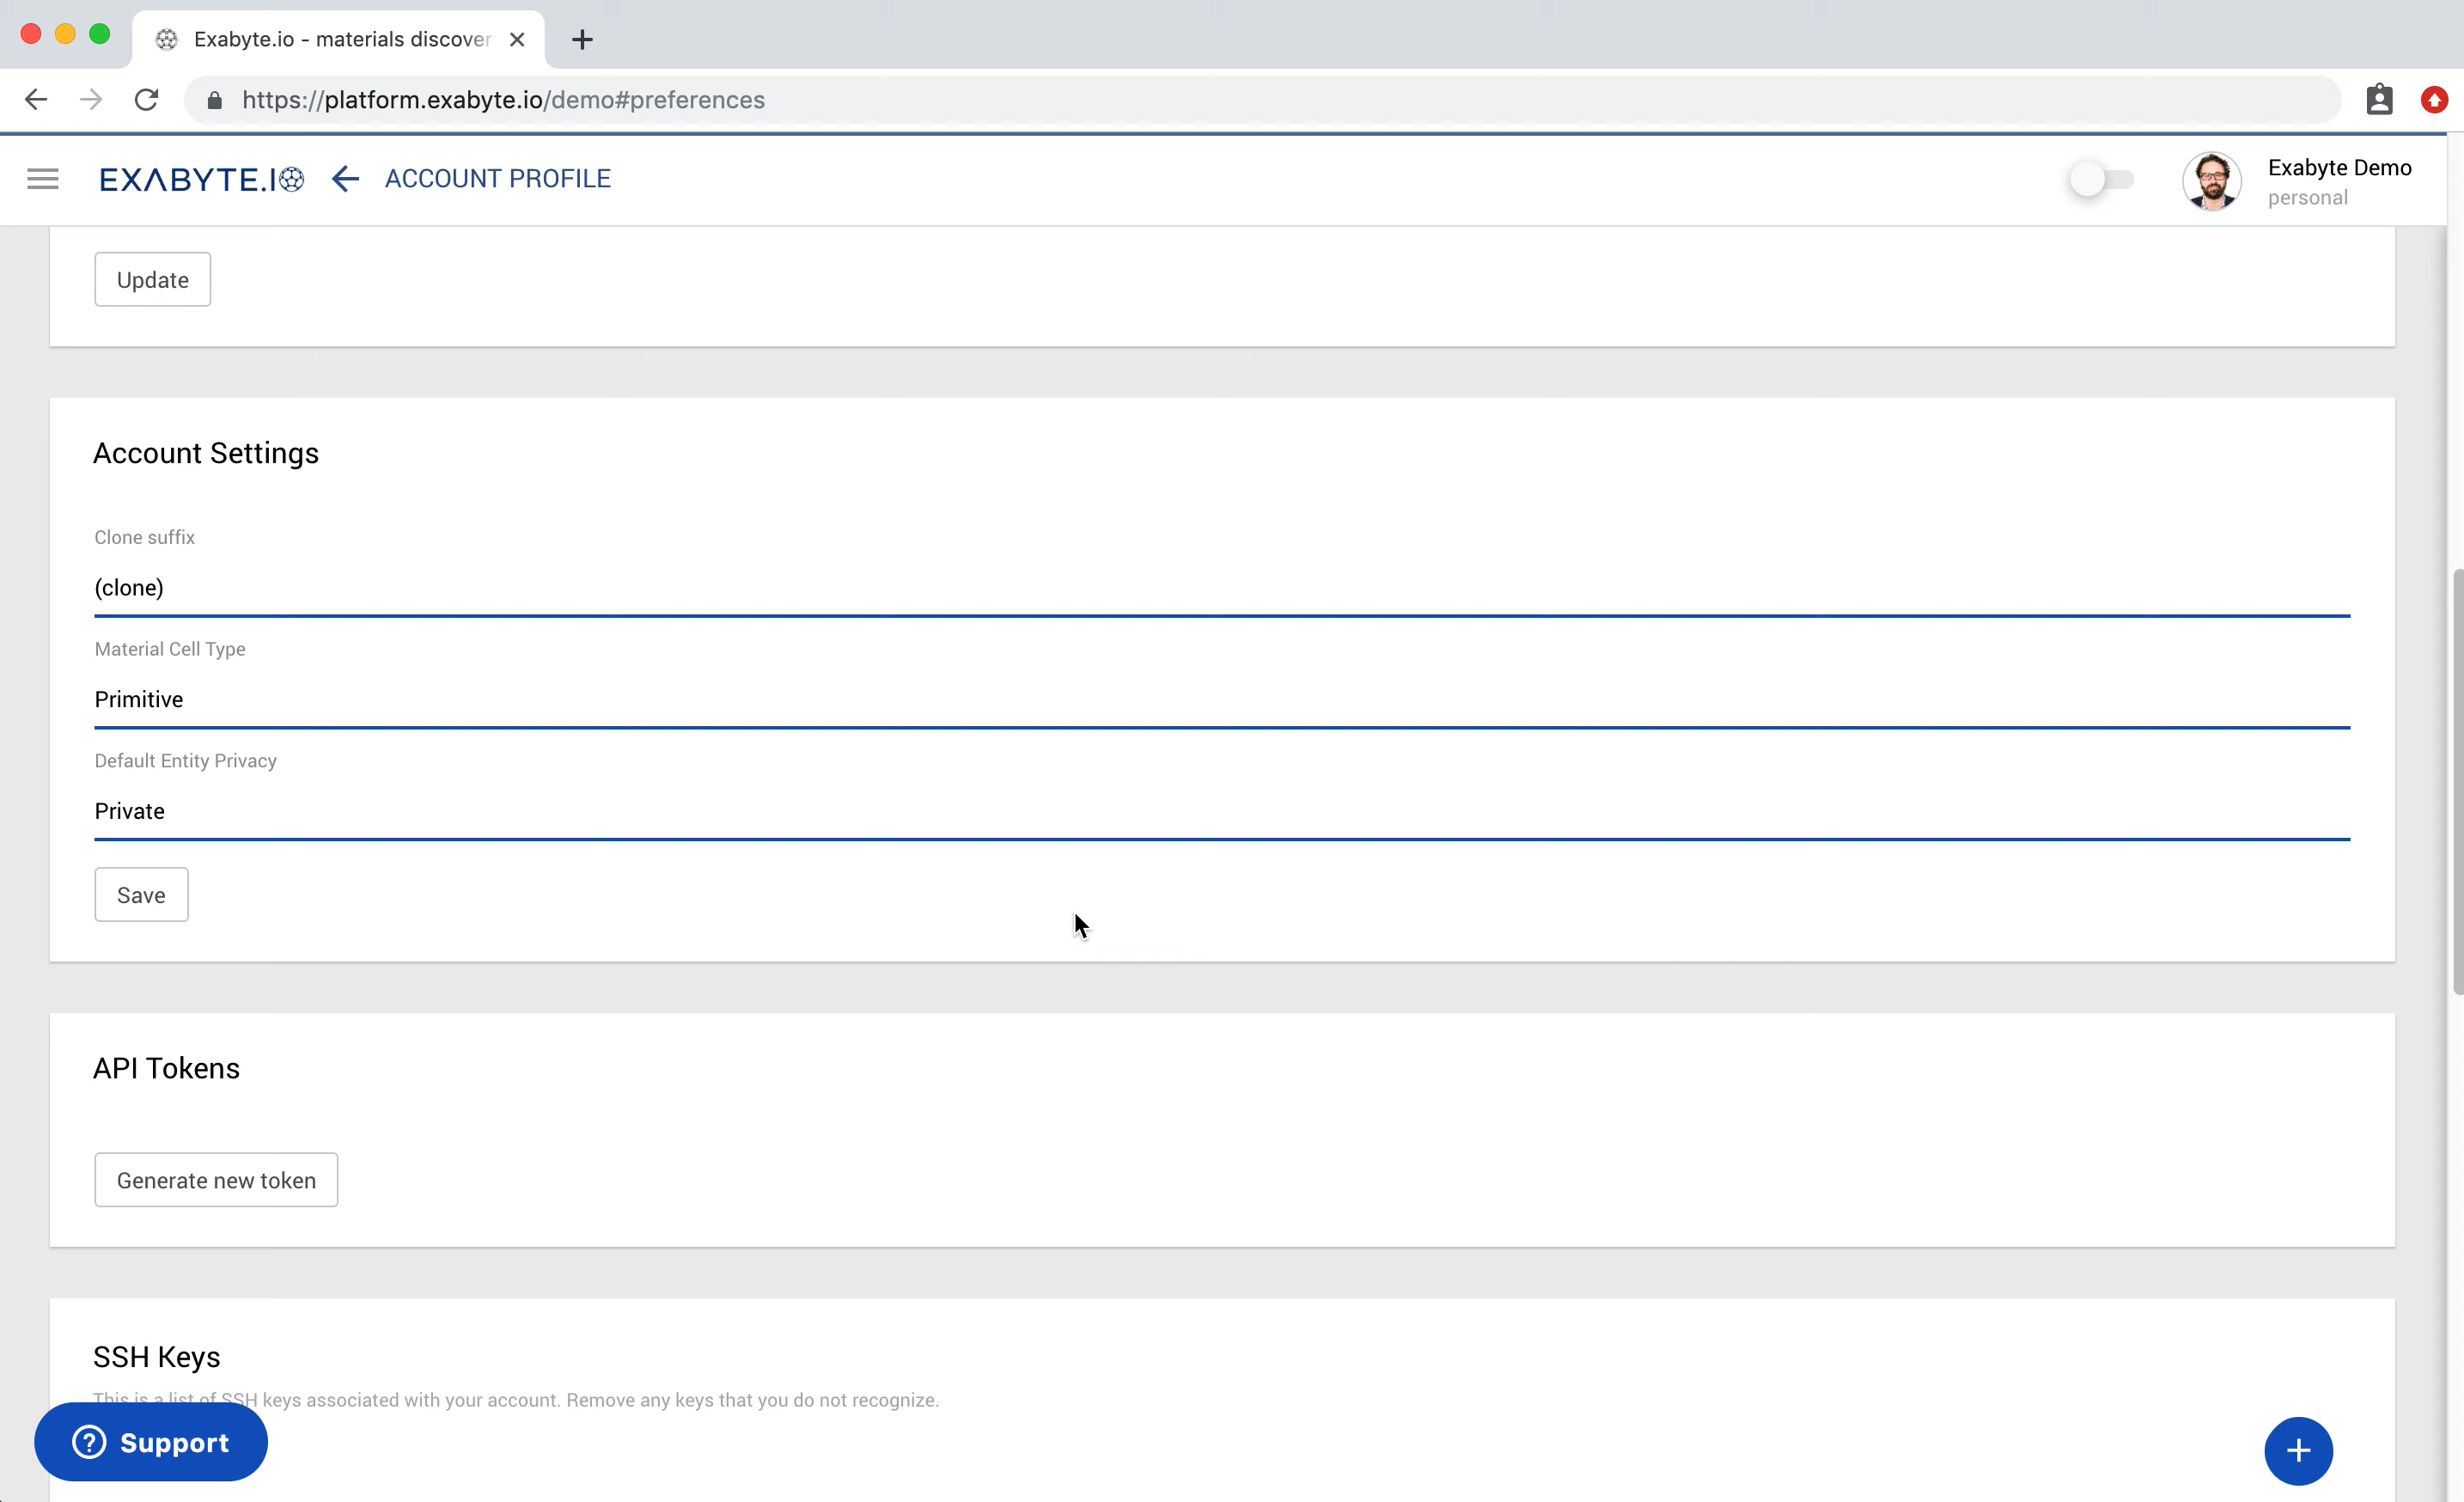 Exabyte.io - materials discover
https://platform.exabyte.io/demo#preferences
EXABYTE.IO
ACCOUNT PROFILE
Exabyte Demo
personal
Update
Account Settings
Clone suffix
(clone)
Material Cell Type
Primitive
Default Entity Privacy
Private
Save
API Tokens
Generate new token
SSH Keys
This is a list of SSH keys associated with your account. Remove any keys that you do not recognize.
Support